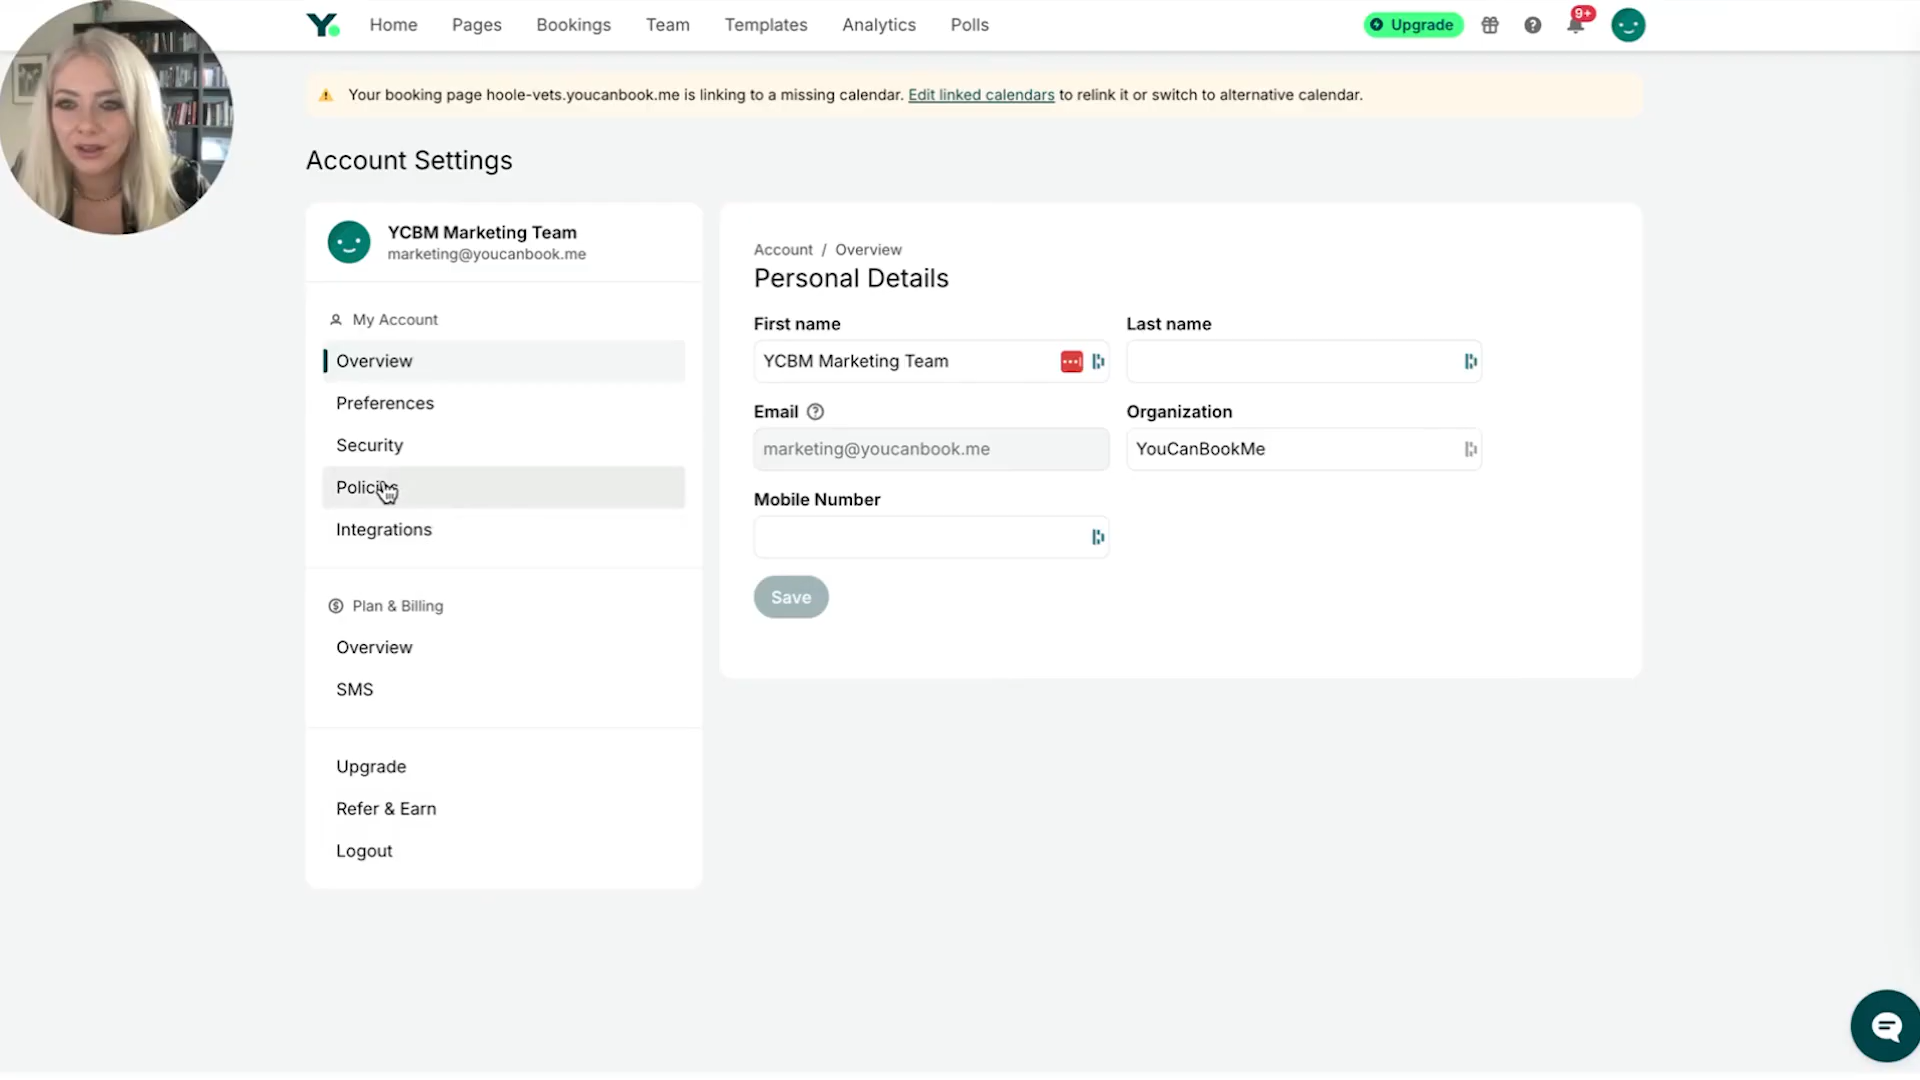 Home Pages Bookings Team Templates Analytics Polls Upgrade 9+
Your booking page hoole-vets.youcanbook.me is linking to a missing calendar. Edit linked calendars to relink it or switch to alternative calendar.
Account Settings
YCBM Marketing Team
marketing@youcanbook.me
My Account
Overview
Preferences
Security
Policies
Integrations
Plan & Billing
Overview
SMS
Upgrade
Refer & Earn
Logout
Account / Overview
Personal Details
First name Last name
YCBM Marketing Team
Email Organization
marketing@youcanbook.me YouCanBookMe
Mobile Number
Save